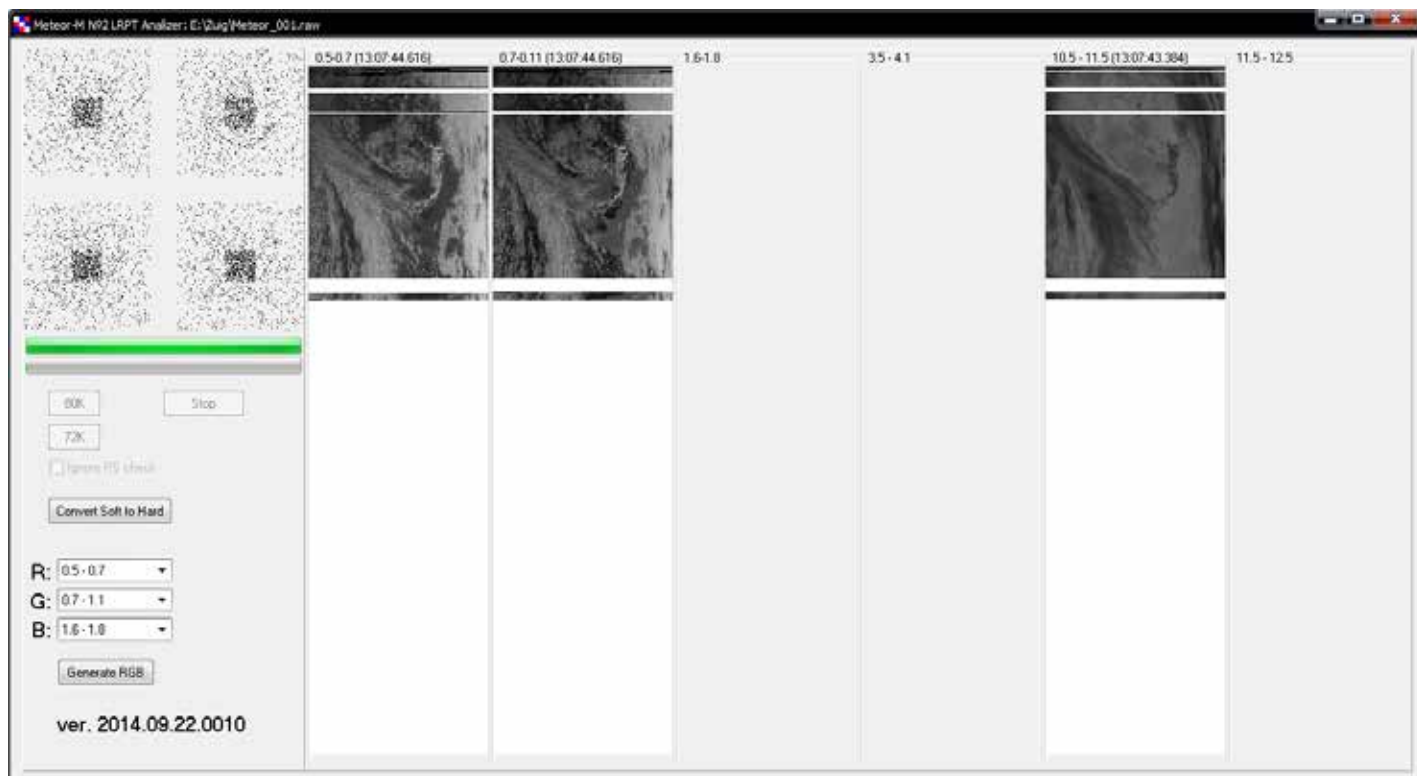 Meteor-M №2 LRPT Analizer: E:\Zuig\Meteor_001.raw
0.5-0.7 (13:07:44.616)
0.7-0.11 (13:07:44.616)
1.6-1.8
3.5 - 4.1
10.5 - 11.5 (13:07:43.384)
11.5 - 12.5
80K
Stop
72K
Ignore RS check
Convert Soft to Hard
R: 0.5 - 0.7
G: 0.7 - 1.1
B: 1.6 - 1.8
Generate RGB
ver. 2014.09.22.0010